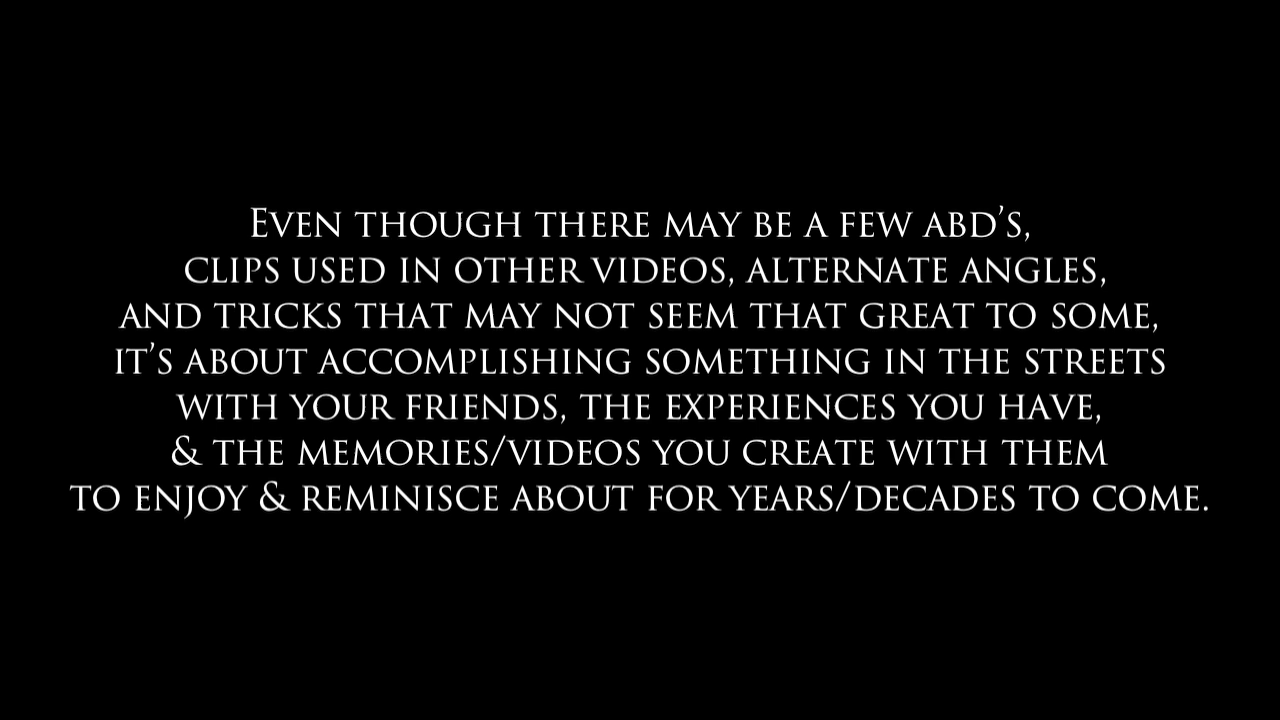 Even though there may be a few abd's,
clips used in other videos, alternate angles,
and tricks that may not seem that great to some,
it's about accomplishing something in the streets
with your friends, the experiences you have,
& the memories/videos you create with them
to enjoy & reminisce about for years/decades to come.